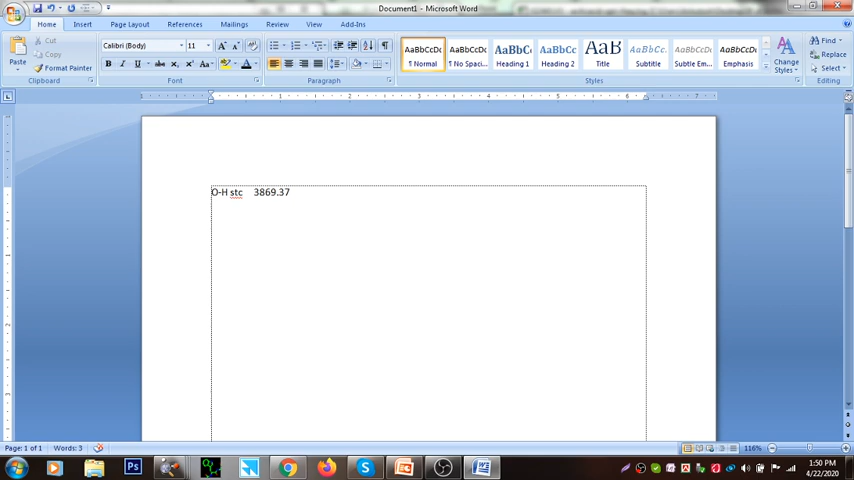 Document1 - Microsoft Word
Home Insert Page Layout References Mailings Review View Add-Ins
Paste
Cut
Copy
Format Painter
Clipboard
Calibri (Body) 11
Font
Paragraph
AaBbCcDc AaBbCcDc AaBbC AaBbCc AaB AaBbCc. AaBbCcDc AaBbCcDc
¶ Normal ¶ No Spaci... Heading 1 Heading 2 Title Subtitle Subtle Em... Emphasis
Styles
Change Styles
Find
Replace
Select
Editing
O-H stc 3869.37
Page: 1 of 1 Words: 3
116%
1:50 PM
4/22/2020